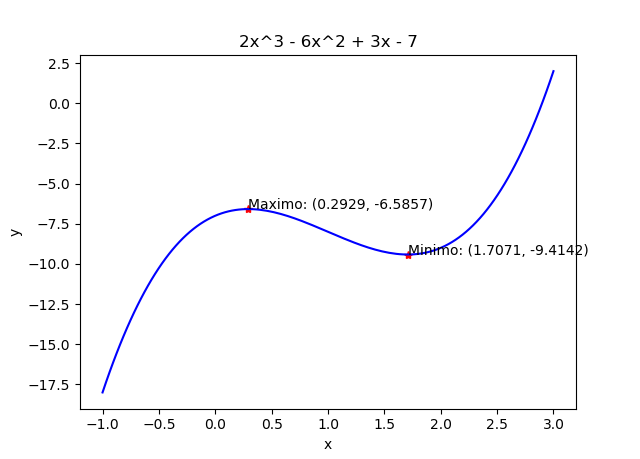 2x^3 - 6x^2 + 3x - 7
2.5
0.0
−2.5
−5.0
−7.5
−10.0
−12.5
−15.0
−17.5
y
Maximo: (0.2929, -6.5857)
Minimo: (1.7071, -9.4142)
−1.0 −0.5 0.0 0.5 1.0 1.5 2.0 2.5 3.0
x